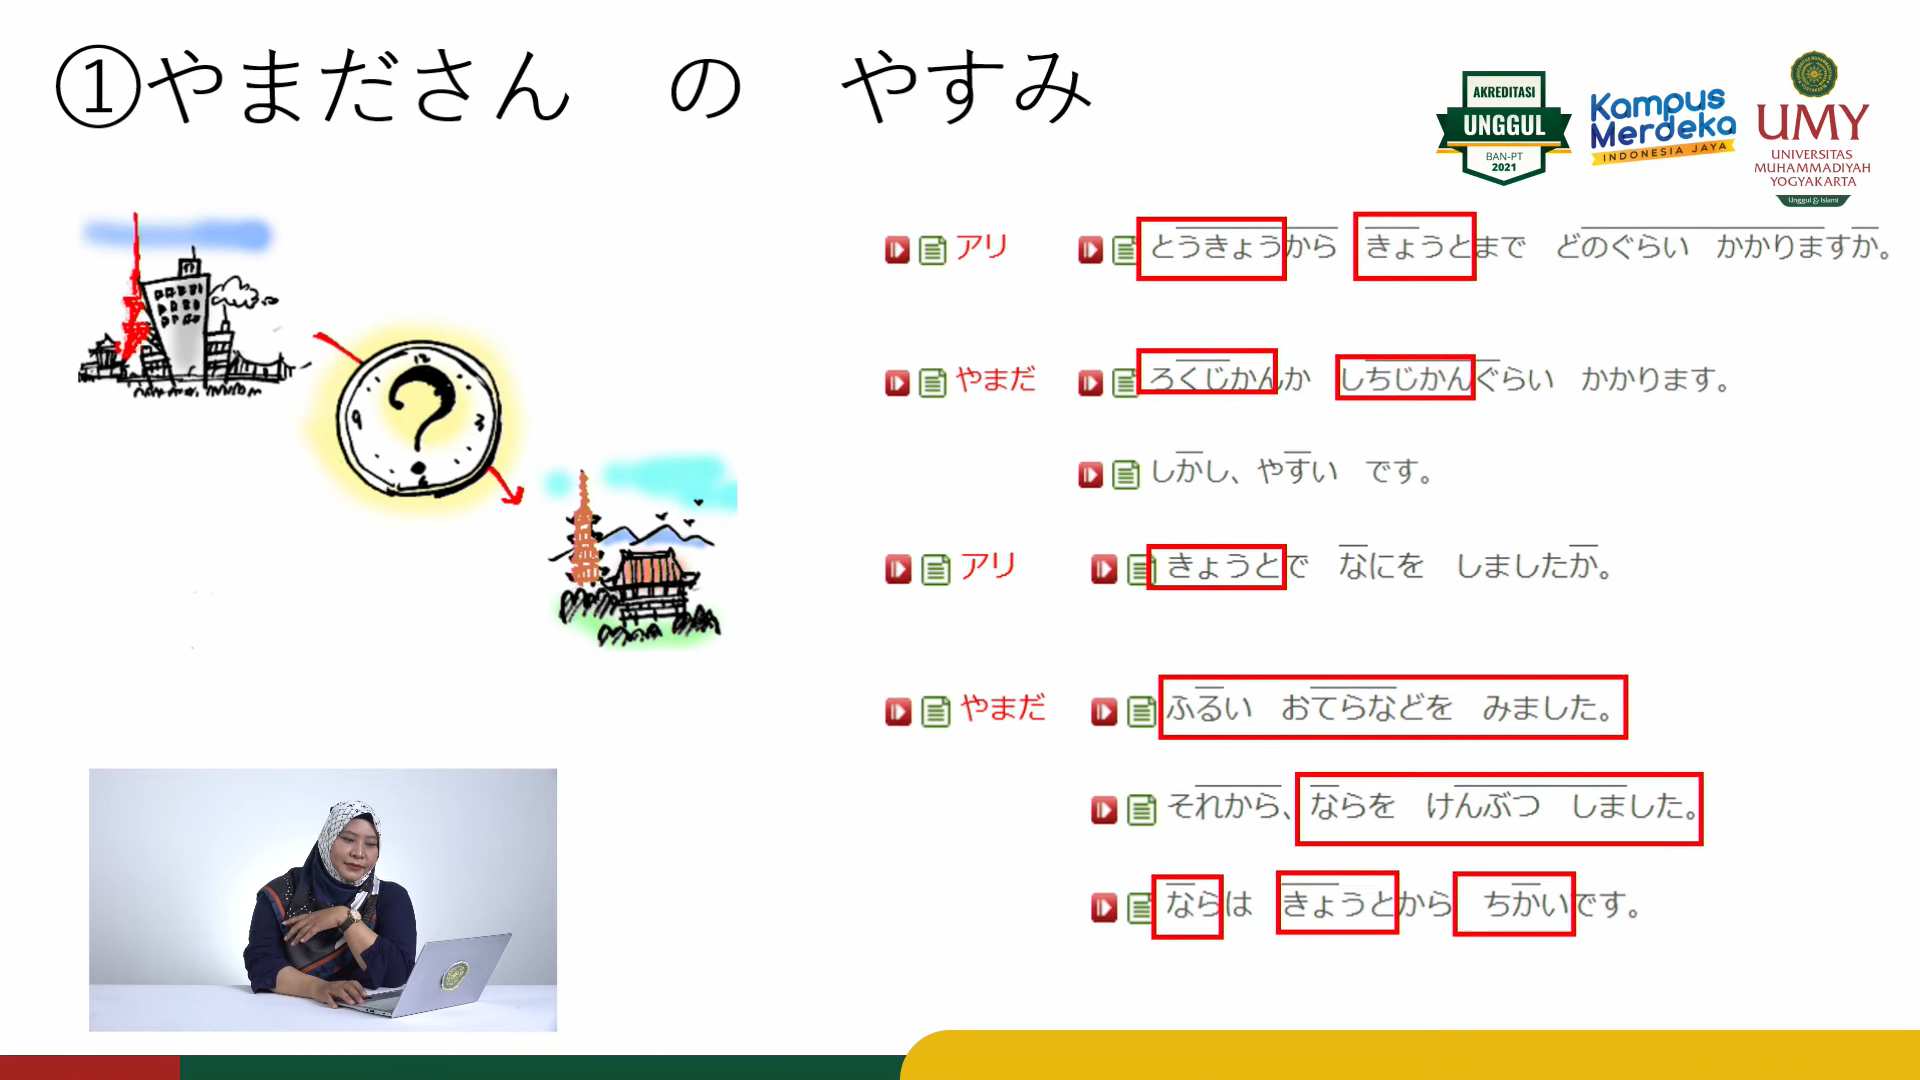 ①やまださん　の　やすみ
AKREDITASI
UNGGUL
BAN-PT
2021
Kampus
Merdeka
INDONESIA JAYA
UMY
UNIVERSITAS
MUHAMMADIYAH
YOGYAKARTA
Unggul & Islami
アリ　とうきょうから　きょうとまで　どのぐらい　かかりますか。
やまだ　ろくじかんか　しちじかんぐらい　かかります。
しかし、やすい　です。
アリ　きょうとで　なにを　しましたか。
やまだ　ふるい　おてらなどを　みました。
それから、ならを　けんぶつ　しました。
ならは　きょうとから　ちかいです。
12
9
3
6
?